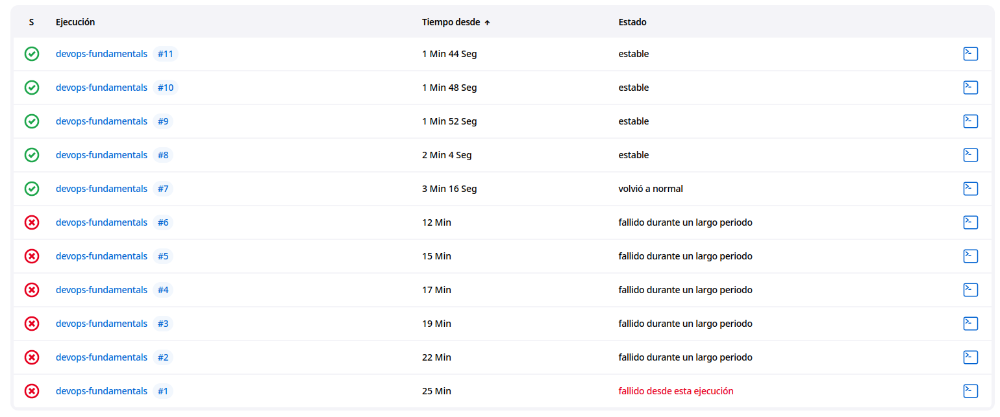 S Ejecución Tiempo desde ↑ Estado
devops-fundamentals #11 1 Min 44 Seg estable
devops-fundamentals #10 1 Min 48 Seg estable
devops-fundamentals #9 1 Min 52 Seg estable
devops-fundamentals #8 2 Min 4 Seg estable
devops-fundamentals #7 3 Min 16 Seg volvió a normal
devops-fundamentals #6 12 Min fallido durante un largo periodo
devops-fundamentals #5 15 Min fallido durante un largo periodo
devops-fundamentals #4 17 Min fallido durante un largo periodo
devops-fundamentals #3 19 Min fallido durante un largo periodo
devops-fundamentals #2 22 Min fallido durante un largo periodo
devops-fundamentals #1 25 Min fallido desde esta ejecución